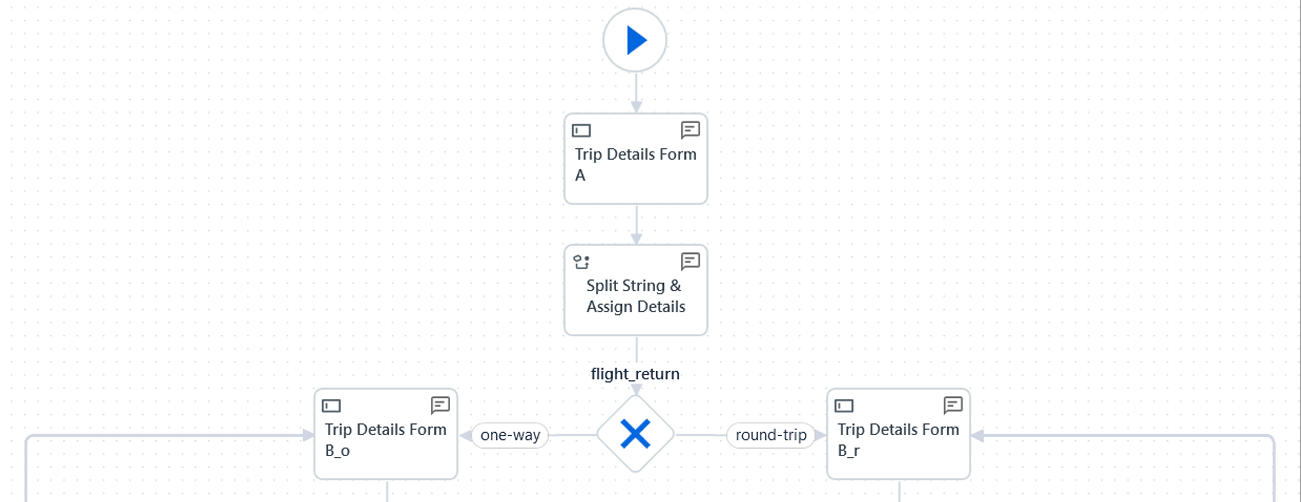 Trip Details Form
A
Split String &
Assign Details
flight_return
one-way
round-trip
Trip Details Form
B_o
Trip Details Form
B_r